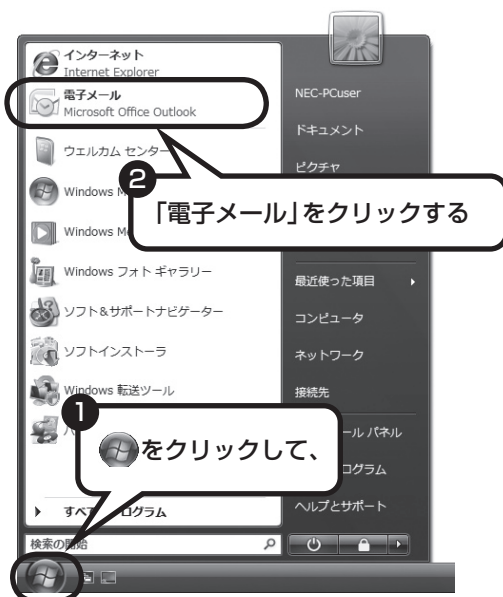 インターネット
Internet Explorer
電子メール
Microsoft Office Outlook
ウェルカム センター
Windows
Windows
Windows フォト ギャラリー
ソフト&サポートナビゲーター
ソフトインストーラ
Windows 転送ツール
すべ
ログラム
検索の開始
NEC-PCuser
ドキュメント
ピクチャ
最近使った項目
コンピュータ
ネットワーク
接続先
ール パネル
ログラム
ヘルプとサポート
❷
「電子メール」をクリックする
❶
をクリックして、